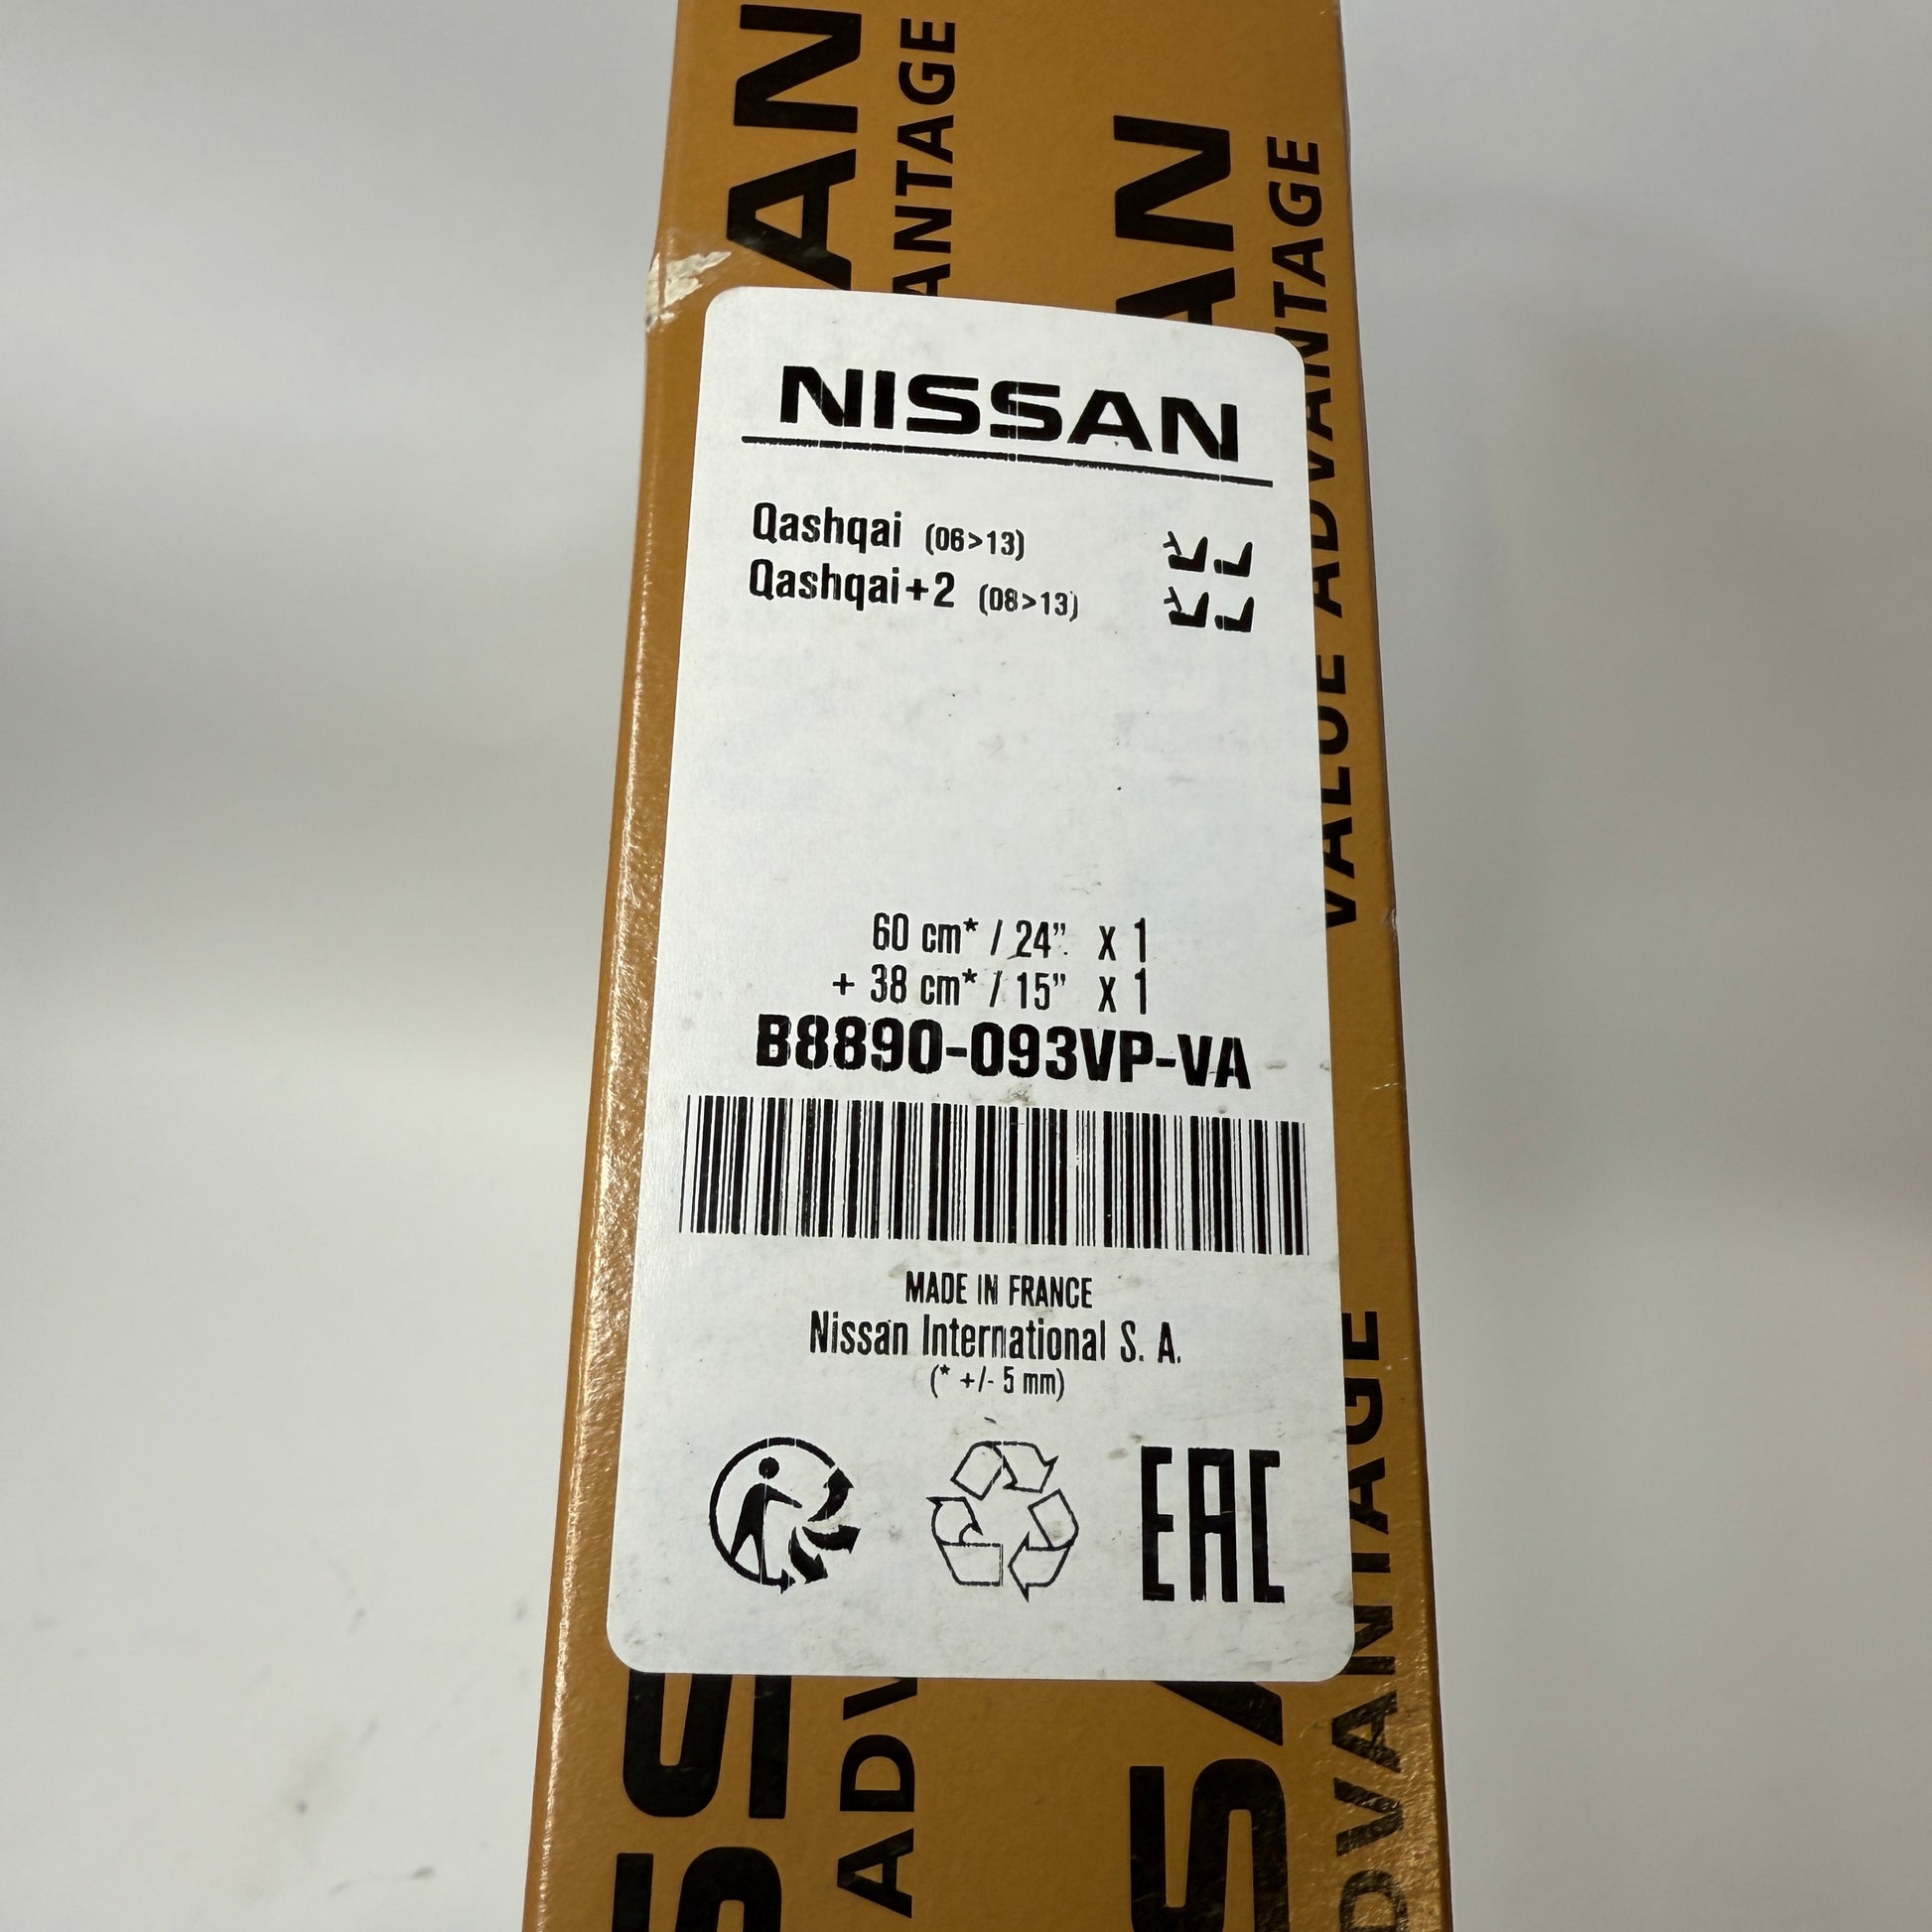 NISSAN
VALUE ADVANTAGE
NISSAN
Qashqai (06>13)
Qashqai+2 (08>13)
60 cm* / 24" x 1
+ 38 cm* / 15" x 1
B8890-093VP-VA
MADE IN FRANCE
Nissan International S. A.
(* +/- 5 mm)
EAC